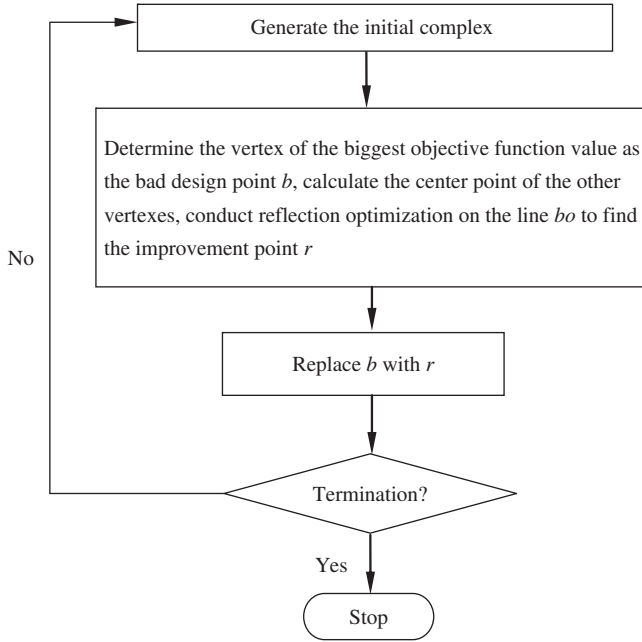 Generate the initial complex
Determine the vertex of the biggest objective function value as
the bad design point b, calculate the center point of the other
vertexes, conduct reflection optimization on the line bo to find
the improvement point r
No
Replace b with r
Termination?
Yes
Stop